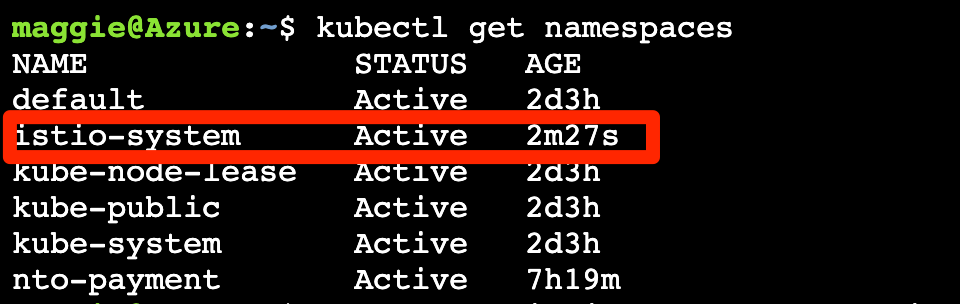 maggie@Azure:~$ kubectl get namespaces
NAME STATUS AGE
default Active 2d3h
istio-system Active 2m27s
kube-node-lease Active 2d3h
kube-public Active 2d3h
kube-system Active 2d3h
nto-payment Active 7h19m